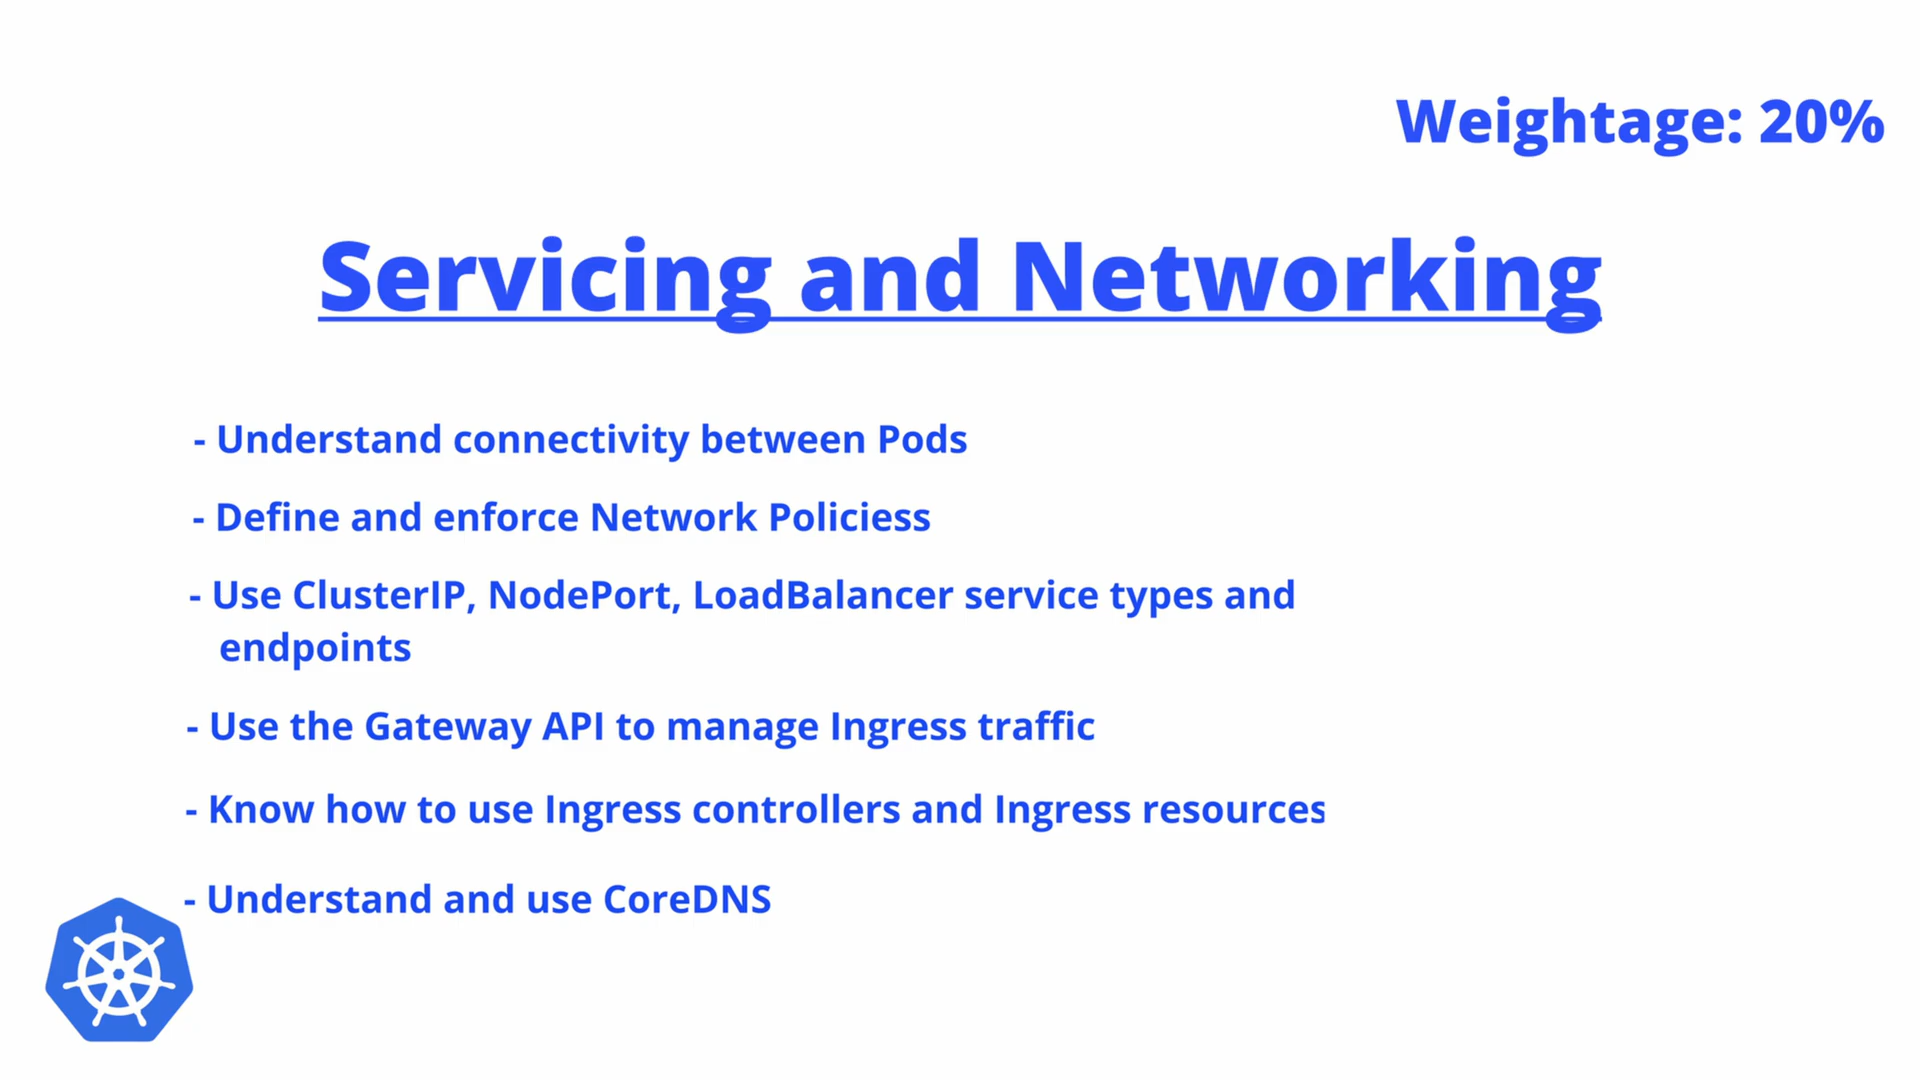 Weightage: 20%
Servicing and Networking
- Understand connectivity between Pods
- Define and enforce Network Policiess
- Use ClusterIP, NodePort, LoadBalancer service types and
endpoints
- Use the Gateway API to manage Ingress traffic
- Know how to use Ingress controllers and Ingress resources
- Understand and use CoreDNS